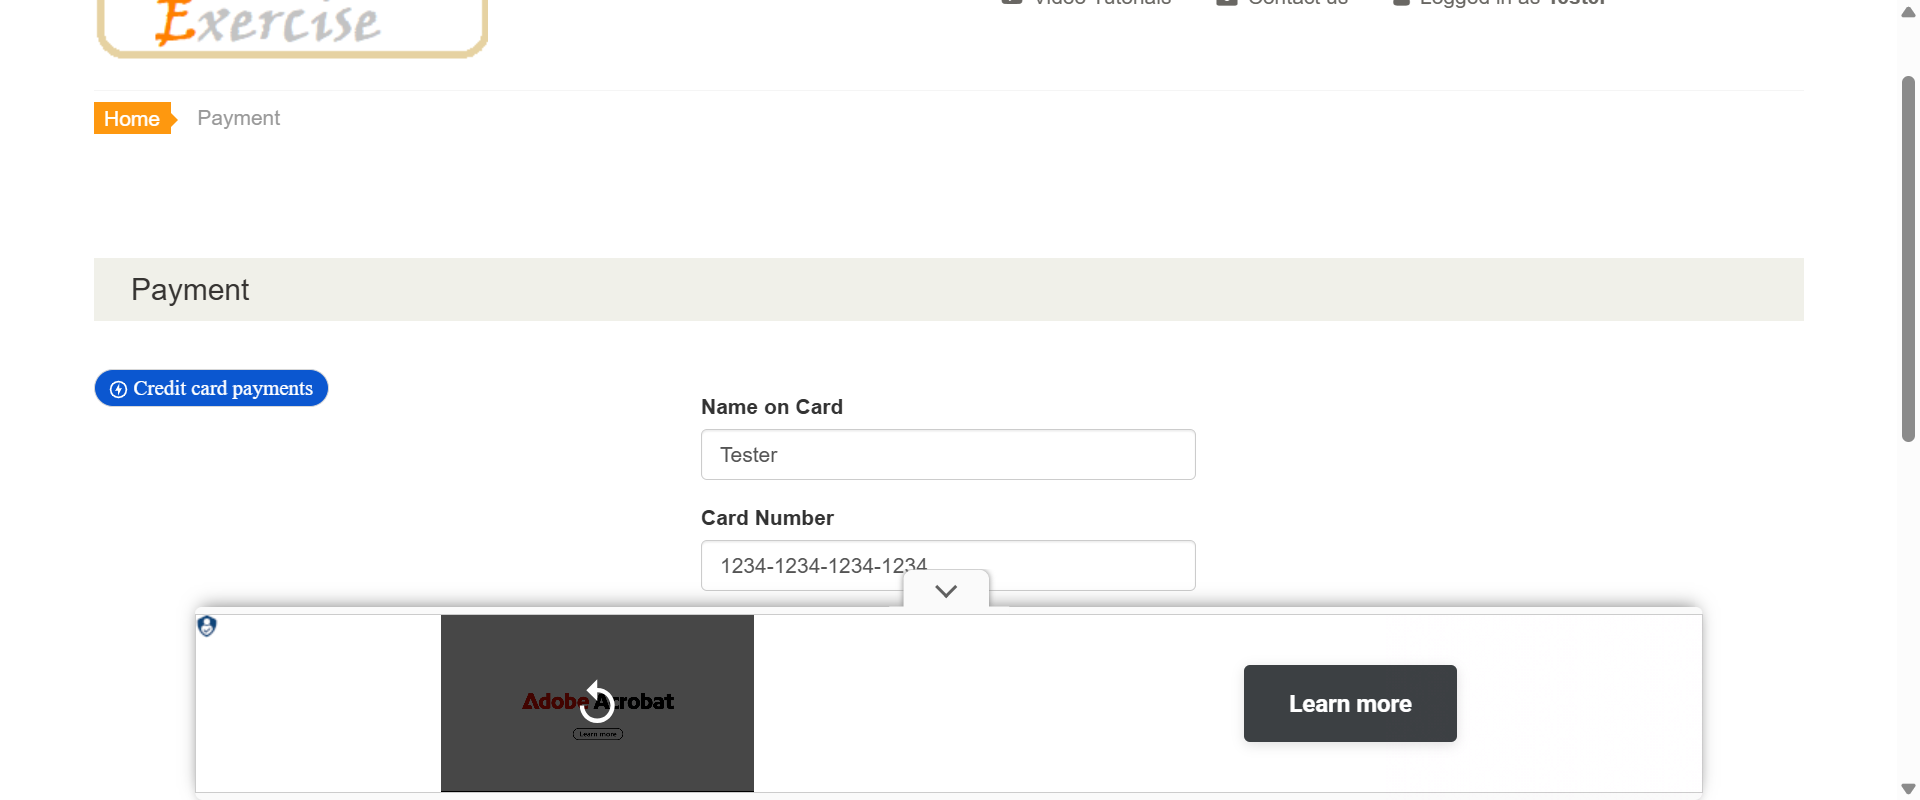 Exercise
Video Tutorials Contact us Logged in as Tester
Home Payment
Payment
Credit card payments
Name on Card
Tester
Card Number
1234-1234-1234-1234
Adobe Acrobat
Learn more
Learn more